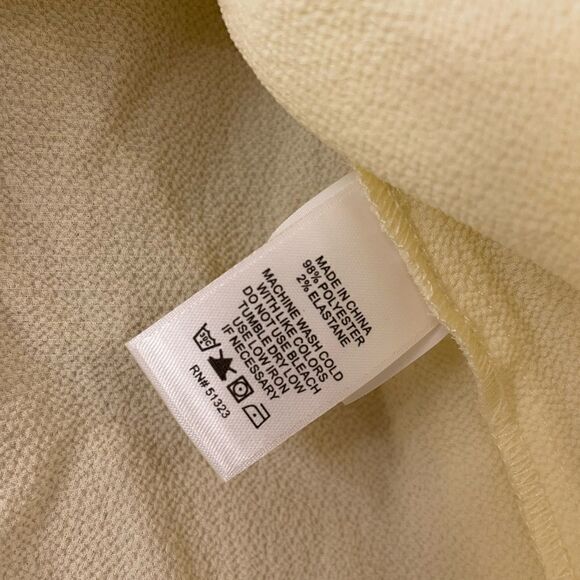 MADE IN CHINA
98% POLYESTER
2% ELASTANE
MACHINE WASH COLD
WITH LIKE COLORS
DO NOT USE BLEACH
TUMBLE DRY LOW
USE LOW IRON
IF NECESSARY
RN# 51323